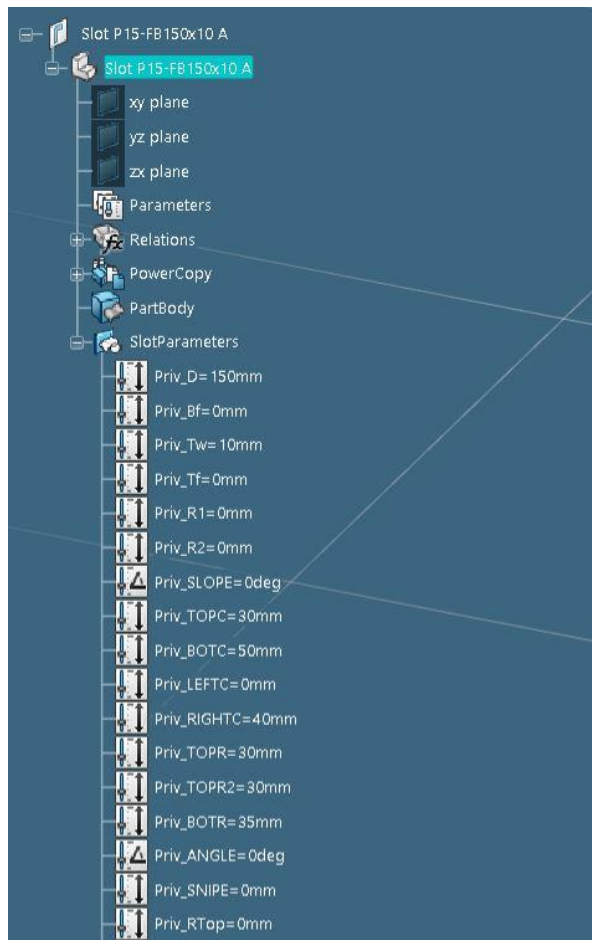 Slot P15-FB150x10 A
Slot P15-FB150x10 A
xy plane
yz plane
zx plane
Parameters
Relations
PowerCopy
PartBody
SlotParameters
Priv_D=150mm
Priv_Bf=0mm
Priv_Tw=10mm
Priv_Tf=0mm
Priv_R1=0mm
Priv_R2=0mm
Priv_SLOPE=0deg
Priv_TOPC=30mm
Priv_BOTC=50mm
Priv_LEFTC=0mm
Priv_RIGHTC=40mm
Priv_TOPR=30mm
Priv_TOPR2=30mm
Priv_BOTR=35mm
Priv_ANGLE=0deg
Priv_SNIPE=0mm
Priv_RTop=0mm